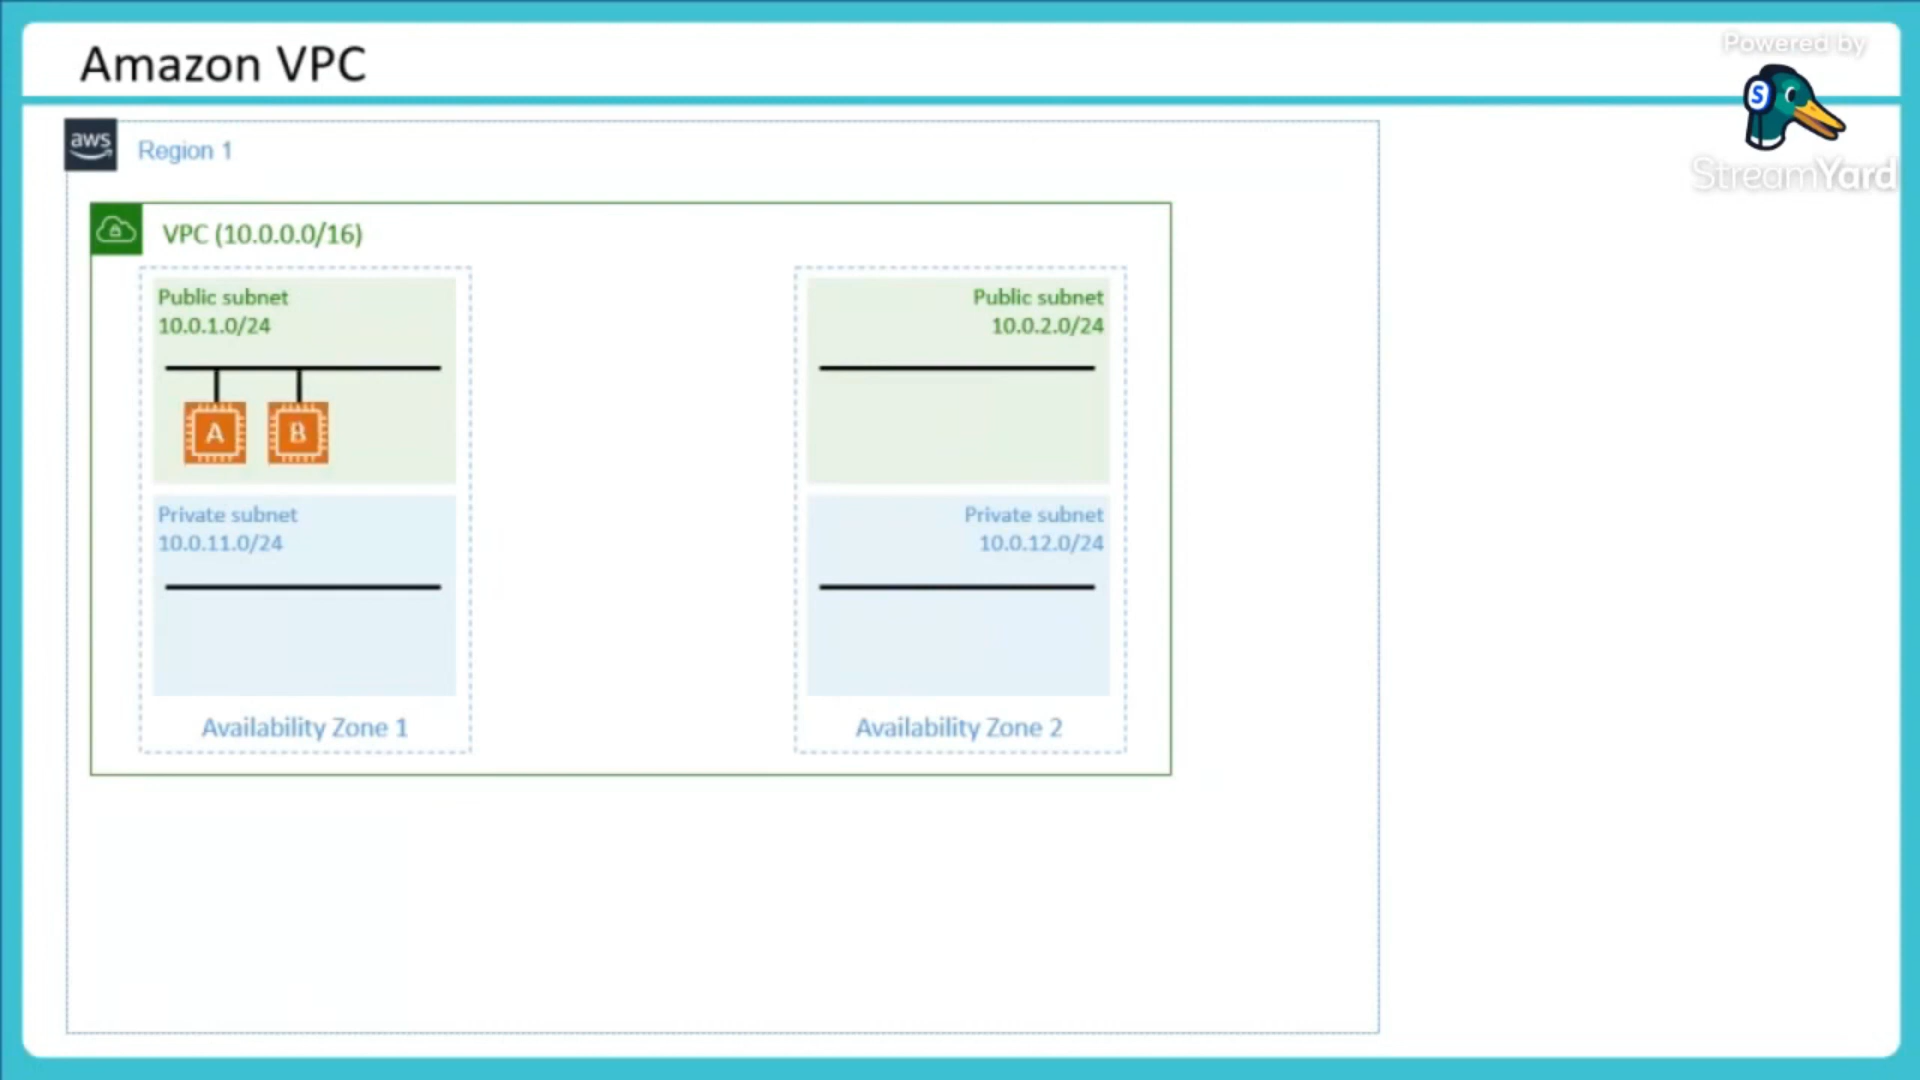 Amazon VPC
Powered by
S
StreamYard
aws
Region 1
VPC (10.0.0.0/16)
Public subnet
10.0.1.0/24
A B
Private subnet
10.0.11.0/24
Availability Zone 1
Public subnet
10.0.2.0/24
Private subnet
10.0.12.0/24
Availability Zone 2